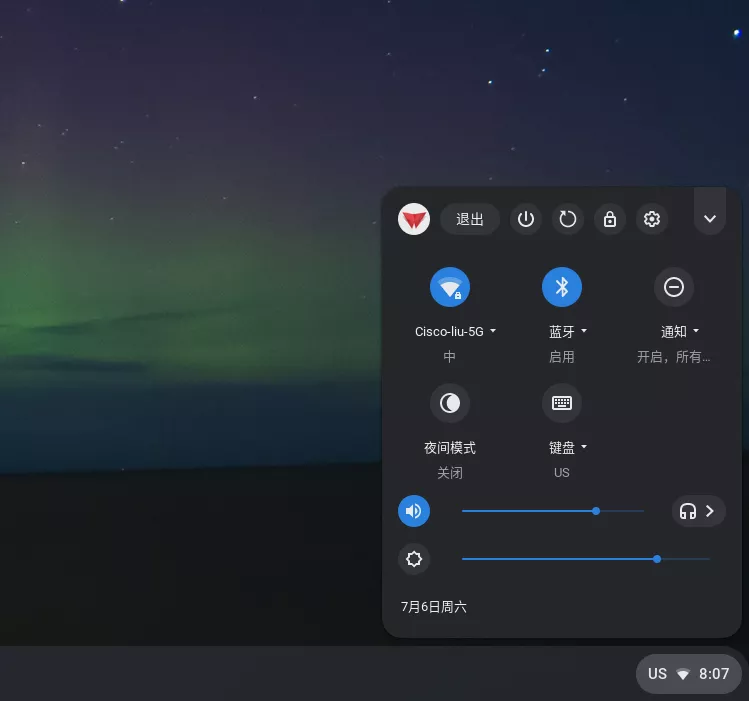 退出
Cisco-liu-5G
中
蓝牙
启用
通知
开启，所有...
夜间模式
关闭
键盘
US
7月6日周六
US 8:07